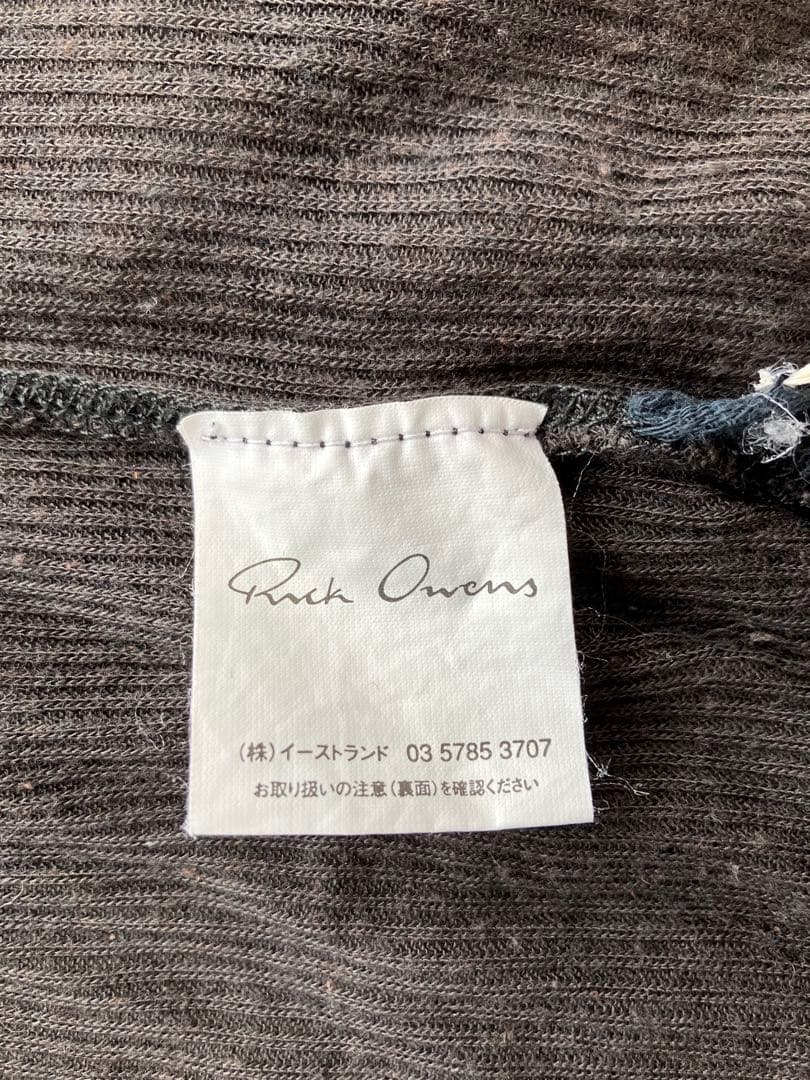 Rick Owens
(株)イーストランド 03 5785 3707
お取り扱いの注意(裏面)を確認ください